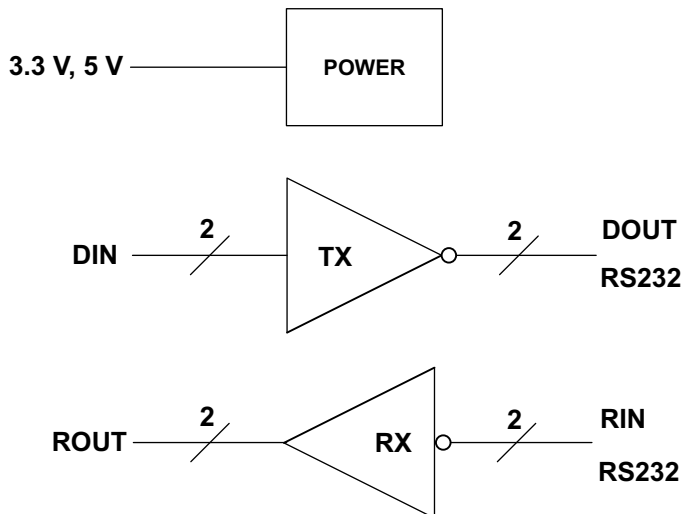 3.3 V, 5 V
POWER
DIN
2
TX
2
DOUT
RS232
ROUT
2
RX
2
RIN
RS232